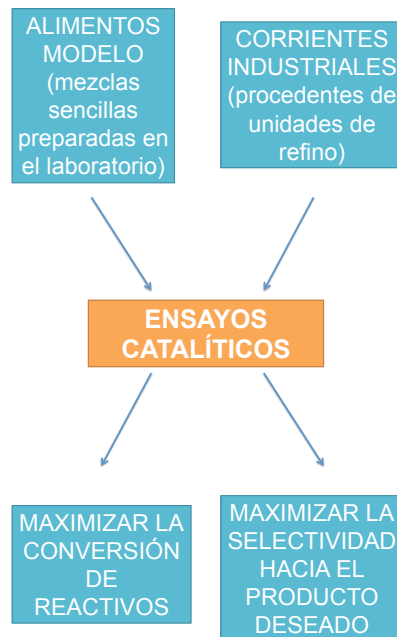 ALIMENTOS
MODELO
(mezclas
sencillas
preparadas en
el laboratorio)
CORRIENTES
INDUSTRIALES
(procedentes de
unidades de
refino)
ENSAYOS
CATALÍTICOS
MAXIMIZAR LA
CONVERSIÓN
DE
REACTIVOS
MAXIMIZAR LA
SELECTIVIDAD
HACIA EL
PRODUCTO
DESEADO